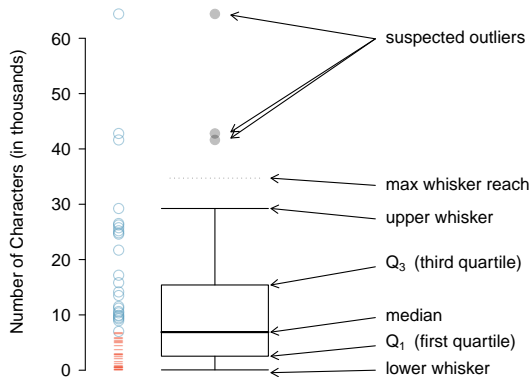 Number of Characters (in thousands)
60
50
40
30
20
10
0
suspected outliers
max whisker reach
upper whisker
Q3 (third quartile)
median
Q1 (first quartile)
lower whisker